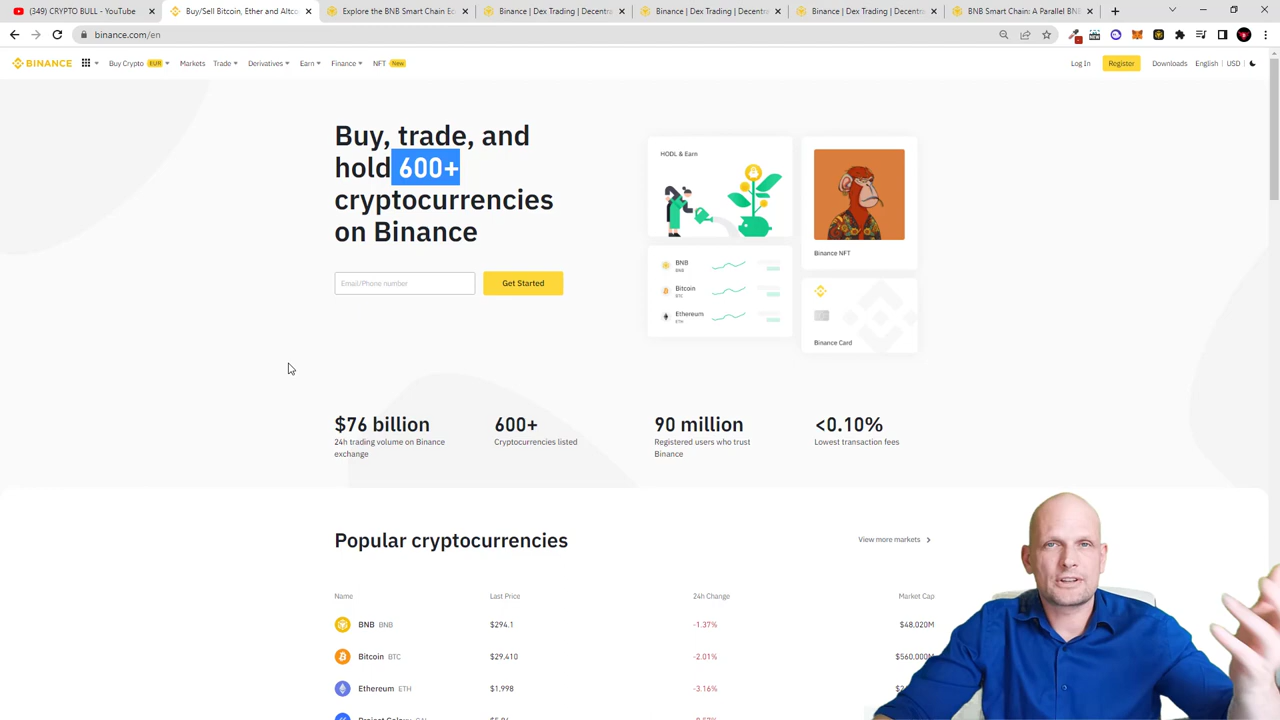 (349) CRYPTO BULL - YouTube
Buy/Sell Bitcoin, Ether and Altco
Explore the BNB Smart Chain Ec
Binance | Dex Trading | Decentra
Binance | Dex Trading | Decentra
Binance | Dex Trading | Decentra
BNB Smart Chain: A Parallel BNB
binance.com/en
BINANCE
Buy Crypto EUR
Markets
Trade
Derivatives
Earn
Finance
NFT New
Log In
Register
Downloads
English
USD
Buy, trade, and
hold 600+
cryptocurrencies
on Binance
Email/Phone number
Get Started
HODL & Earn
BNB
BNB
Bitcoin
BTC
Ethereum
ETH
Binance NFT
Binance Card
$76 billion
24h trading volume on Binance
exchange
600+
Cryptocurrencies listed
90 million
Registered users who trust
Binance
<0.10%
Lowest transaction fees
Popular cryptocurrencies
View more markets
Name Last Price 24h Change Market Cap
BNB BNB $294.1 -1.37% $48.020M
Bitcoin BTC $29.410 -2.01% $560.000M
Ethereum ETH $1,998 -3.16%